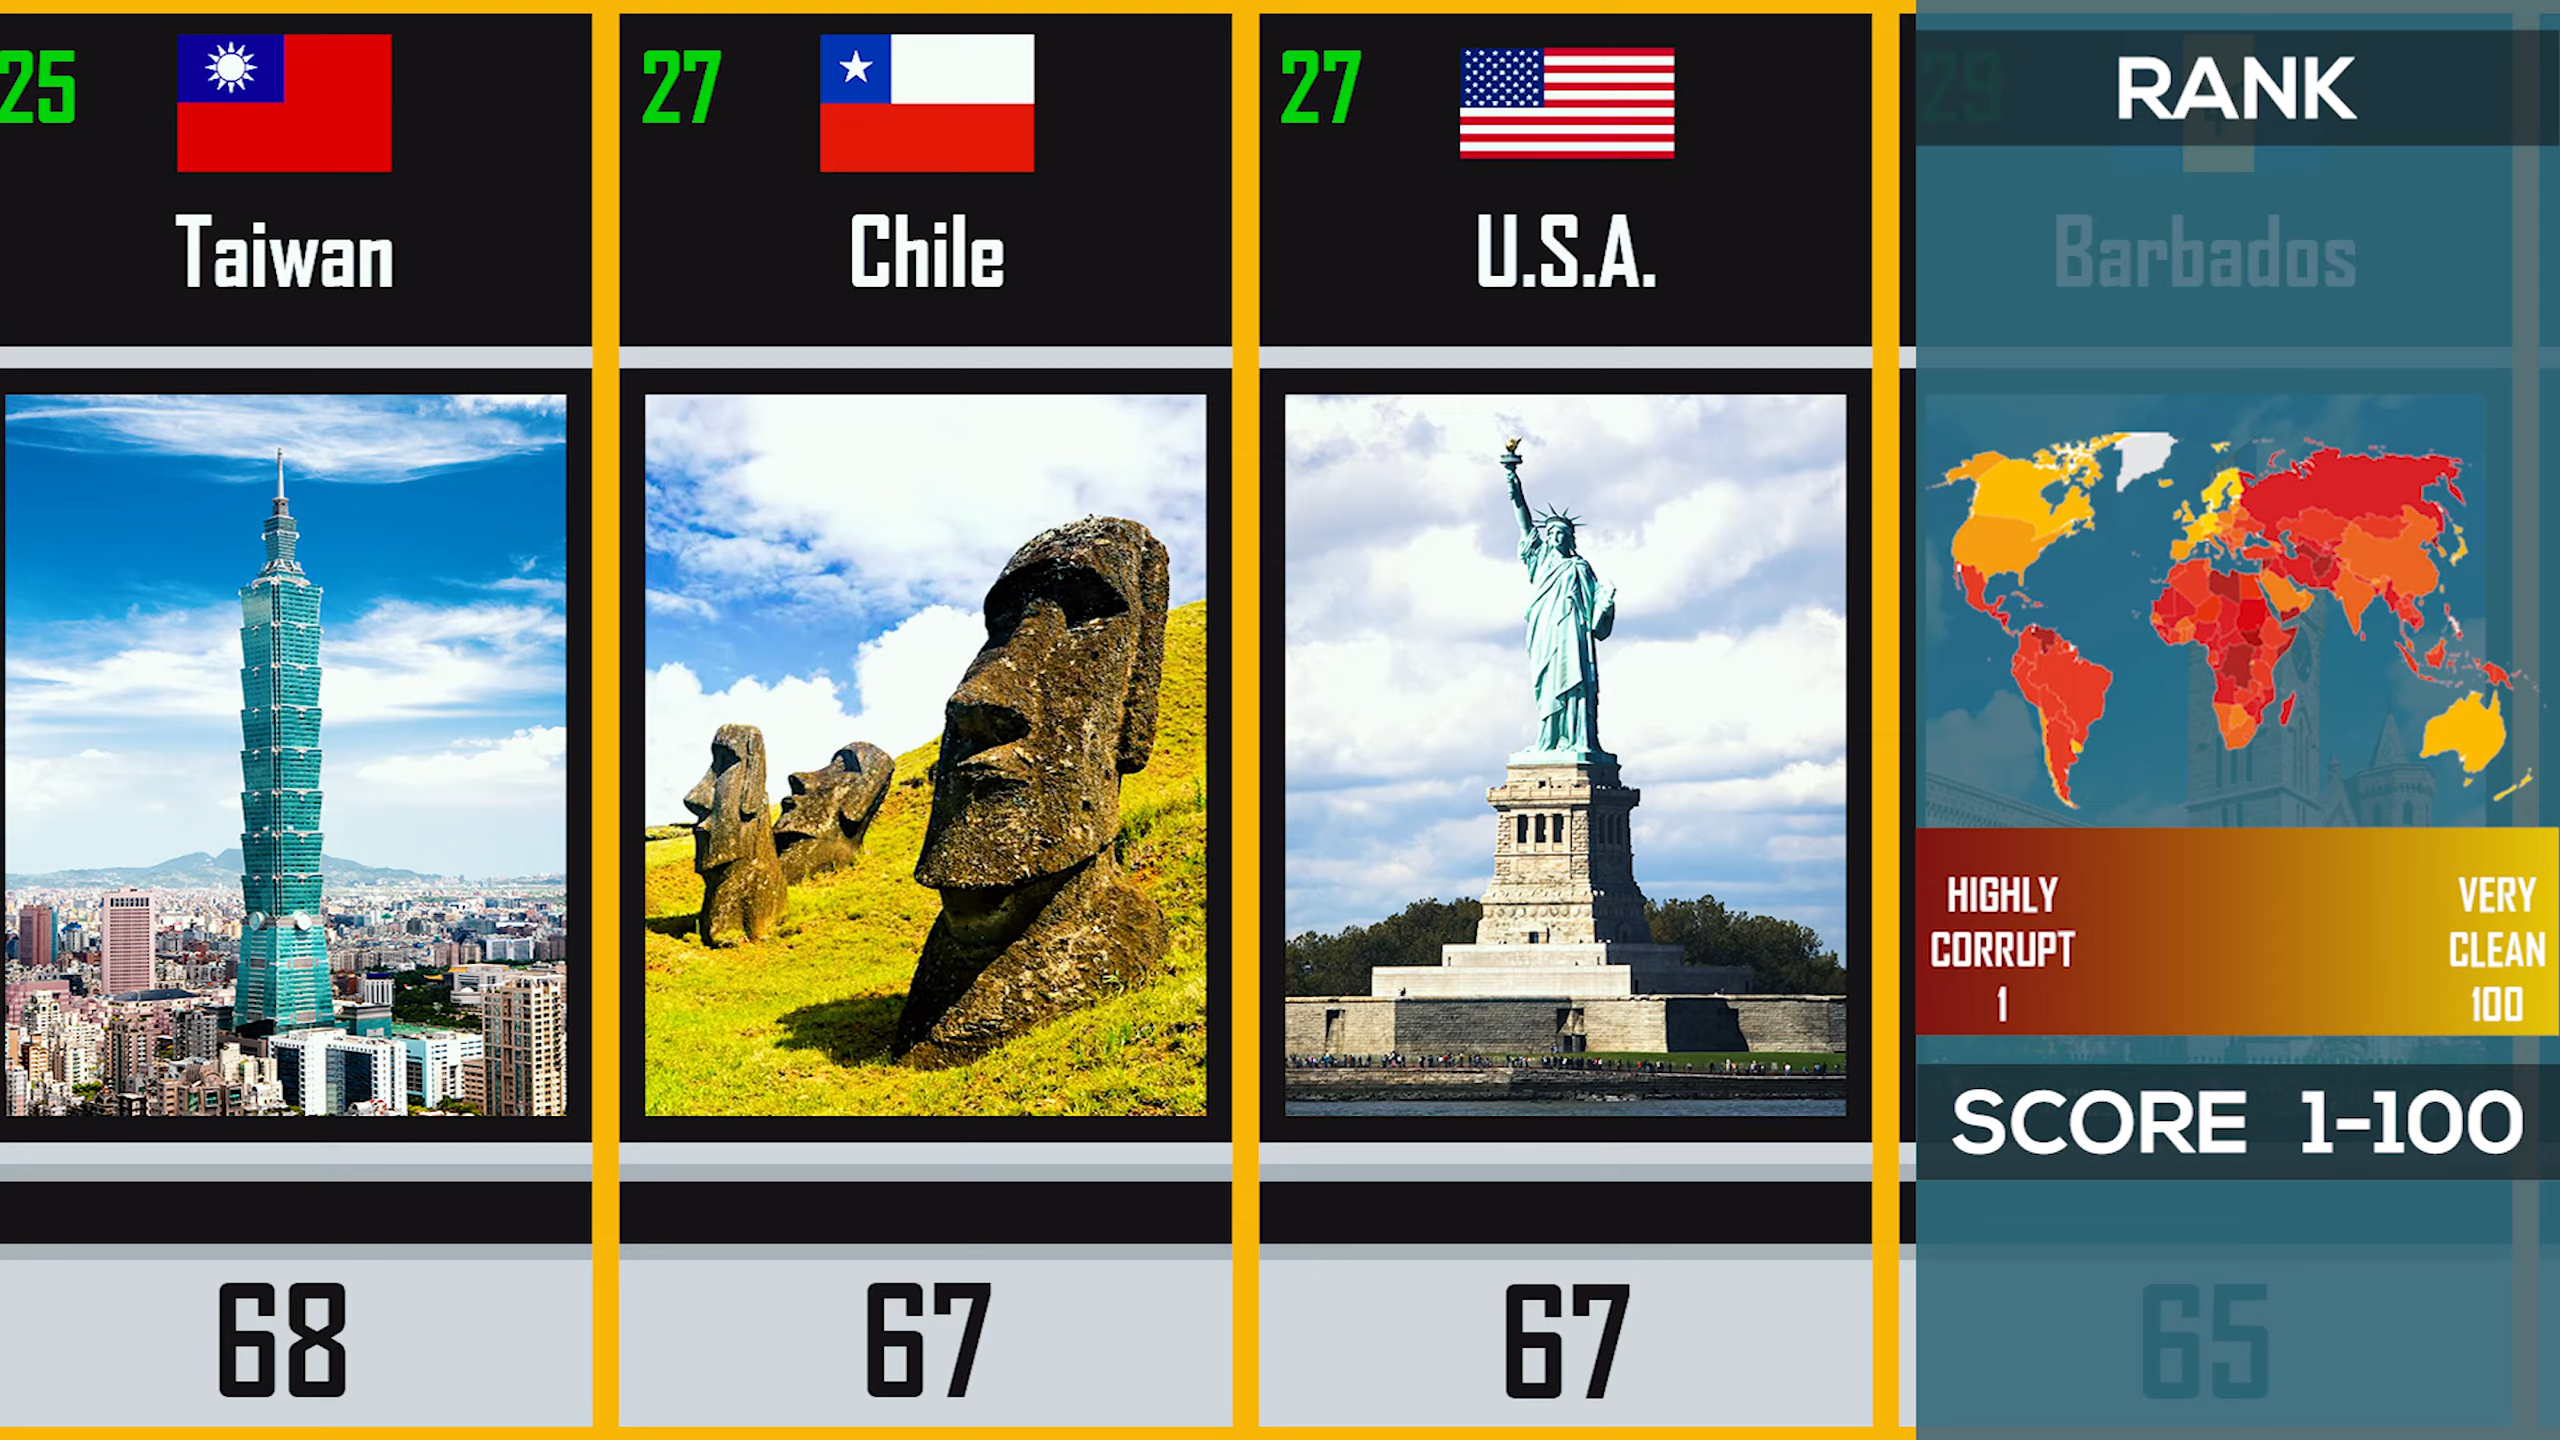 25
Taiwan
68
27
Chile
67
27
U.S.A.
67
29
RANK
Barbados
HIGHLY
CORRUPT
1
VERY
CLEAN
100
SCORE 1-100
65